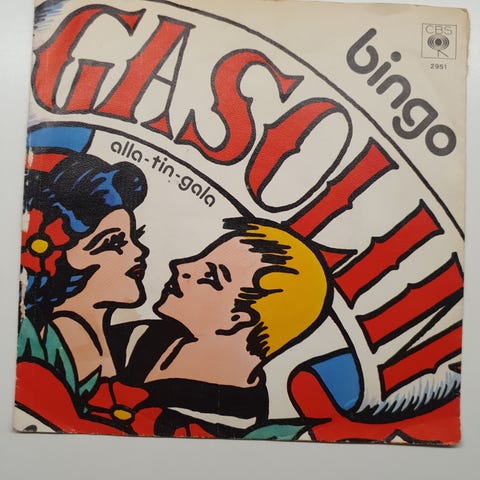 GASOLIN
bingo
CBS
2951
alla-tin-gala